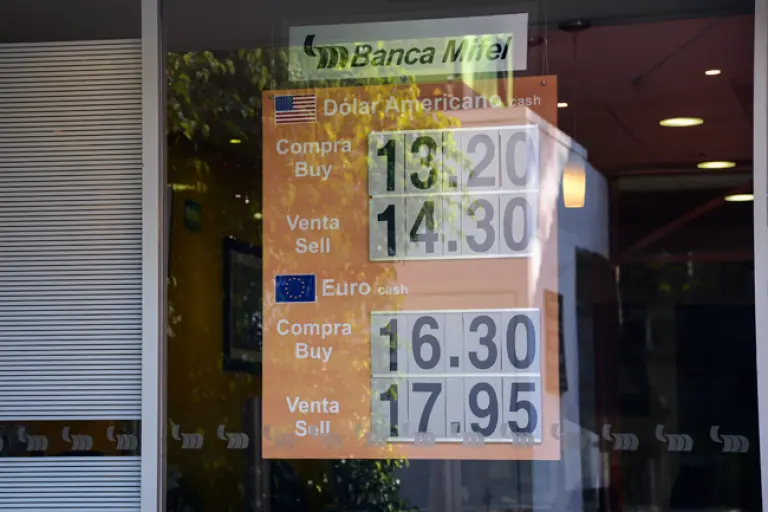 Banca Mifel
Dólar Americano cash
Compra
Buy
13.20
Venta
Sell
14.30
Euro cash
Compra
Buy
16.30
Venta
Sell
17.95